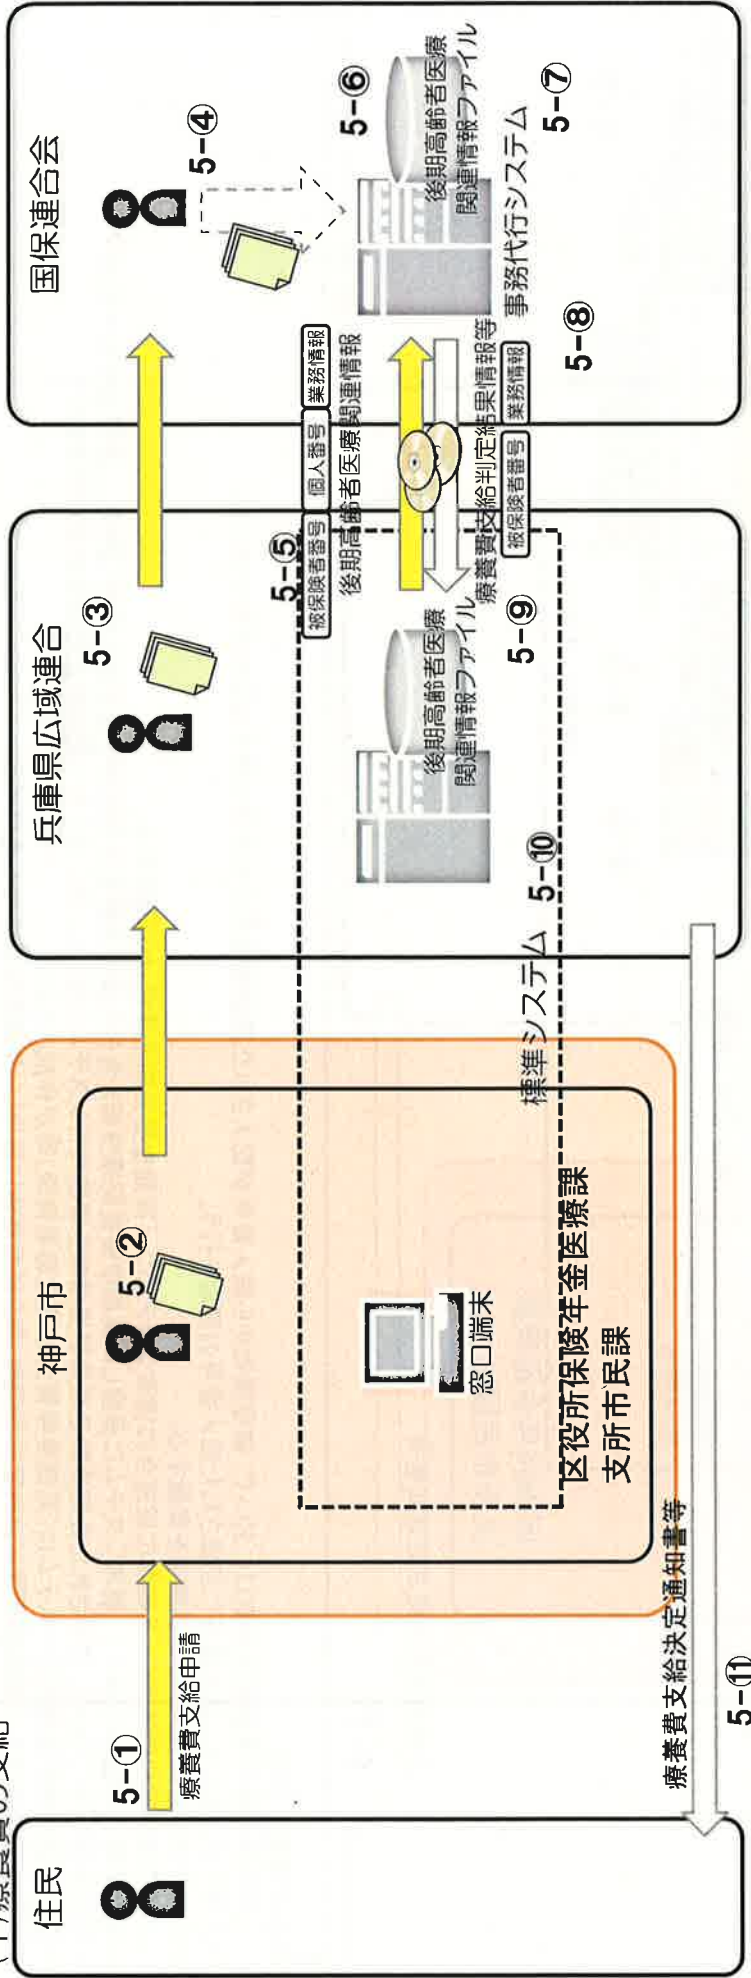 療養費の支給
住民
5-①
療養費支給申請
神戸市
5-②
窓口端末
区役所保険年金医療課
支所市民課
標準システム
兵庫県広域連合
5-③
後期高齢者医療
関連情報ファイル
5-⑨
5-⑩
5-⑤
被保険者番号 個人番号 業務情報
後期高齢者医療関連情報
療養費支給判定結果情報等
被保険者番号 業務情報
国保連合会
5-④
5-⑥
後期高齢者医療
関連情報ファイル
事務代行システム
5-⑦
5-⑧
療養費支給決定通知書等
5-⑪